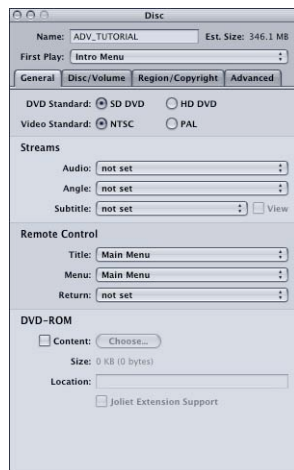 Disc
Name: ADV_TUTORIAL Est. Size: 346.1 MB
First Play: Intro Menu
General Disc/Volume Region/Copyright Advanced
DVD Standard: SD DVD HD DVD
Video Standard: NTSC PAL
Streams
Audio: not set
Angle: not set
Subtitle: not set View
Remote Control
Title: Main Menu
Menu: Main Menu
Return: not set
DVD-ROM
Content: Choose...
Size: 0 KB (0 bytes)
Location:
Joliet Extension Support